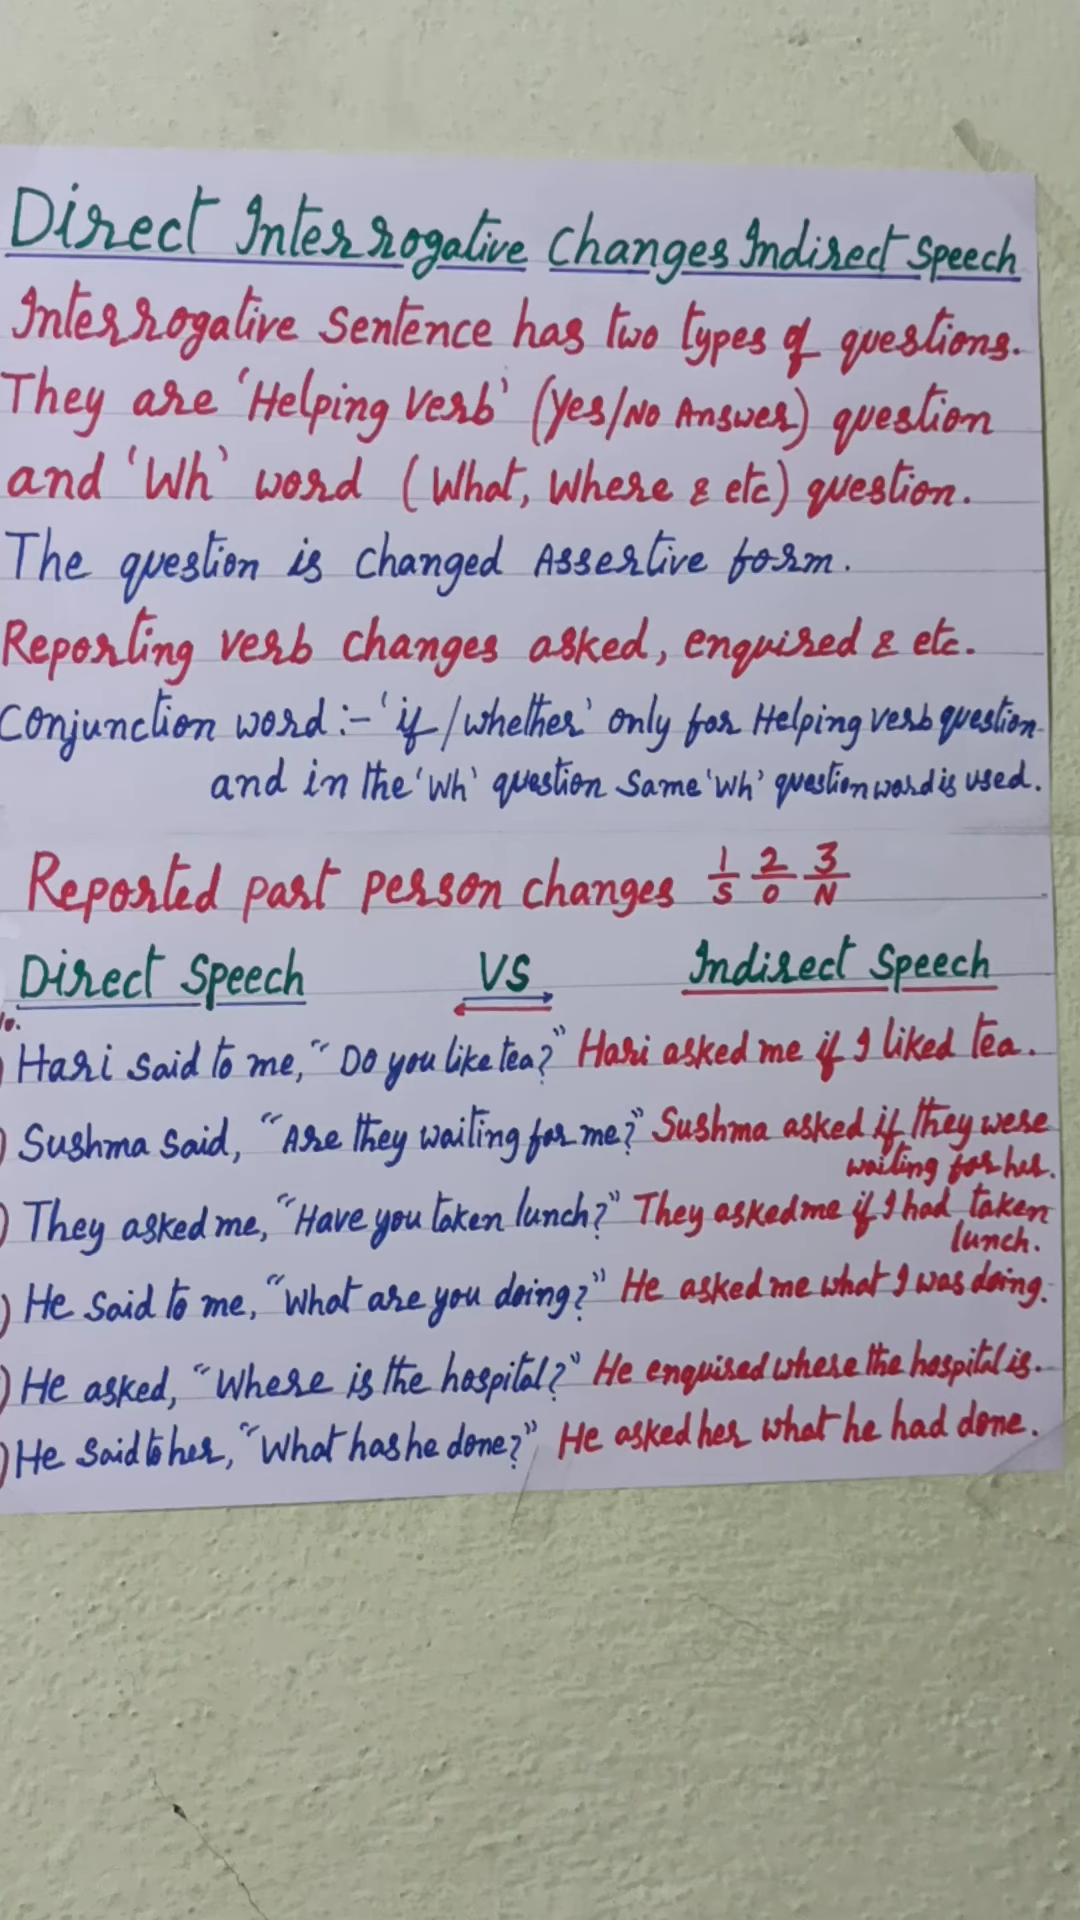 Direct Interrogative Changes Indirect Speech
Interrogative Sentence has two types of questions.
They are 'Helping verb' (Yes/No Answer) question
and 'Wh' word (What, Where & etc) question.
The question is changed Assertive form.
Reporting verb changes asked, enquired & etc.
Conjunction word :- 'if/whether' only for Helping verb question
and in the 'Wh' question Same 'Wh' question word is used.
Reported part person changes 1/S 2/O 3/N
Direct Speech VS Indirect Speech
Hari said to me, "Do you like tea?" Hari asked me if I liked tea.
Sushma said, "Are they waiting for me?" Sushma asked if they were
waiting for her.
They asked me, "Have you taken lunch?" They asked me if I had taken
lunch.
He said to me, "What are you doing?" He asked me what I was doing.
He asked, "Where is the hospital?" He enquired where the hospital is.
He said to her, "What has he done?" He asked her what he had done.